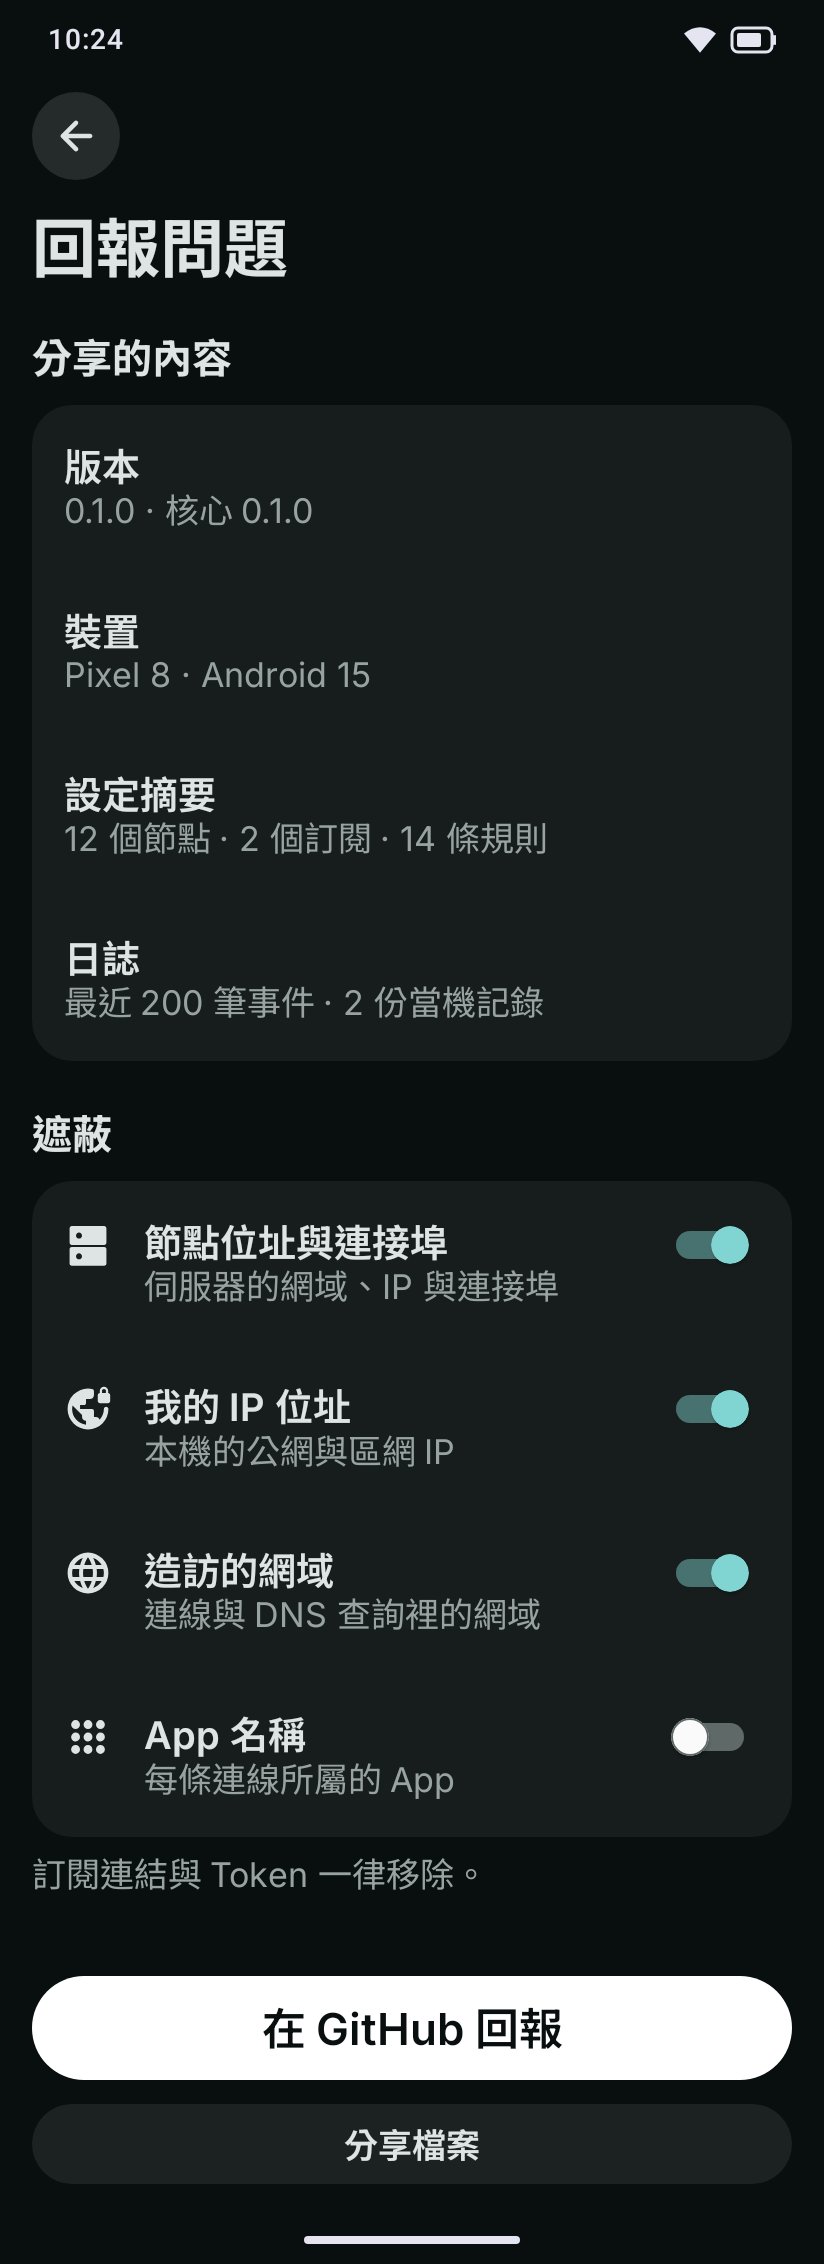 10:24
回報問題
分享的內容
版本
0.1.0 · 核心 0.1.0
裝置
Pixel 8 · Android 15
設定摘要
12 個節點 · 2 個訂閱 · 14 條規則
日誌
最近 200 筆事件 · 2 份當機記錄
遮蔽
節點位址與連接埠
伺服器的網域、IP 與連接埠
我的 IP 位址
本機的公網與區網 IP
造訪的網域
連線與 DNS 查詢裡的網域
App 名稱
每條連線所屬的 App
訂閱連結與 Token 一律移除。
在 GitHub 回報
分享檔案